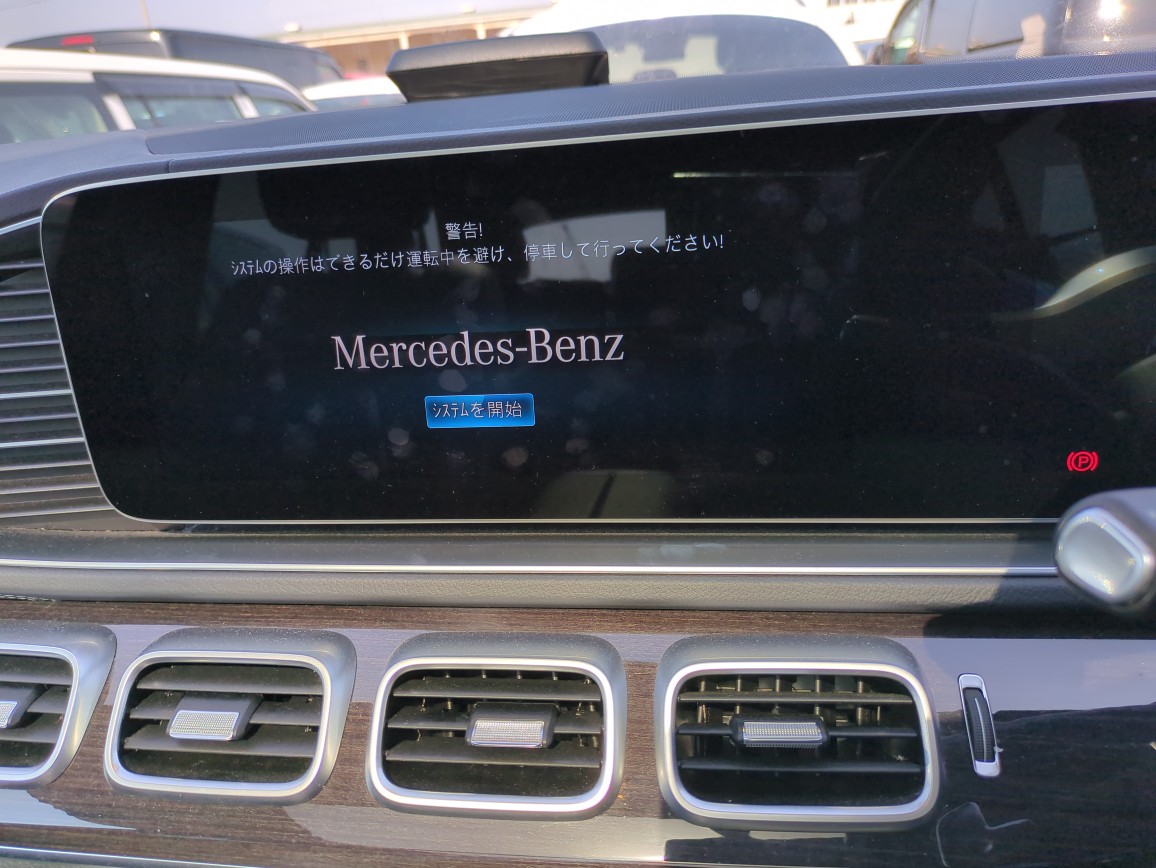 警告!
ｼｽﾃﾑの操作はできるだけ運転中を避け、停車して行ってください!
Mercedes-Benz
ｼｽﾃﾑを開始
P